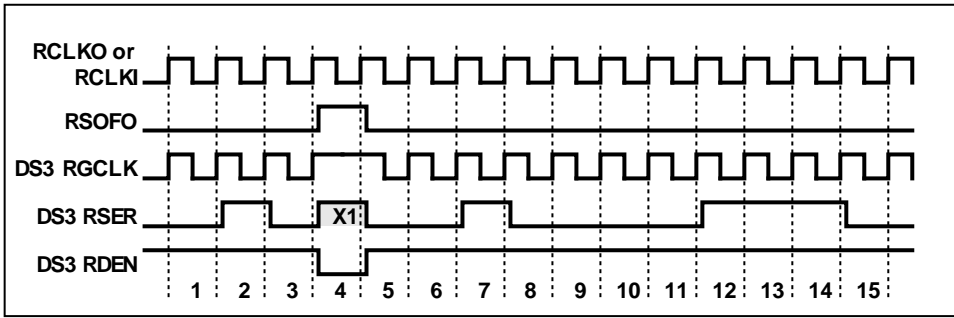 RCLKO or
RCLKI
RSOFO
DS3 RGCLK
DS3 RSER
X1
DS3 RDEN
1 2 3 4 5 6 7 8 9 10 11 12 13 14 15